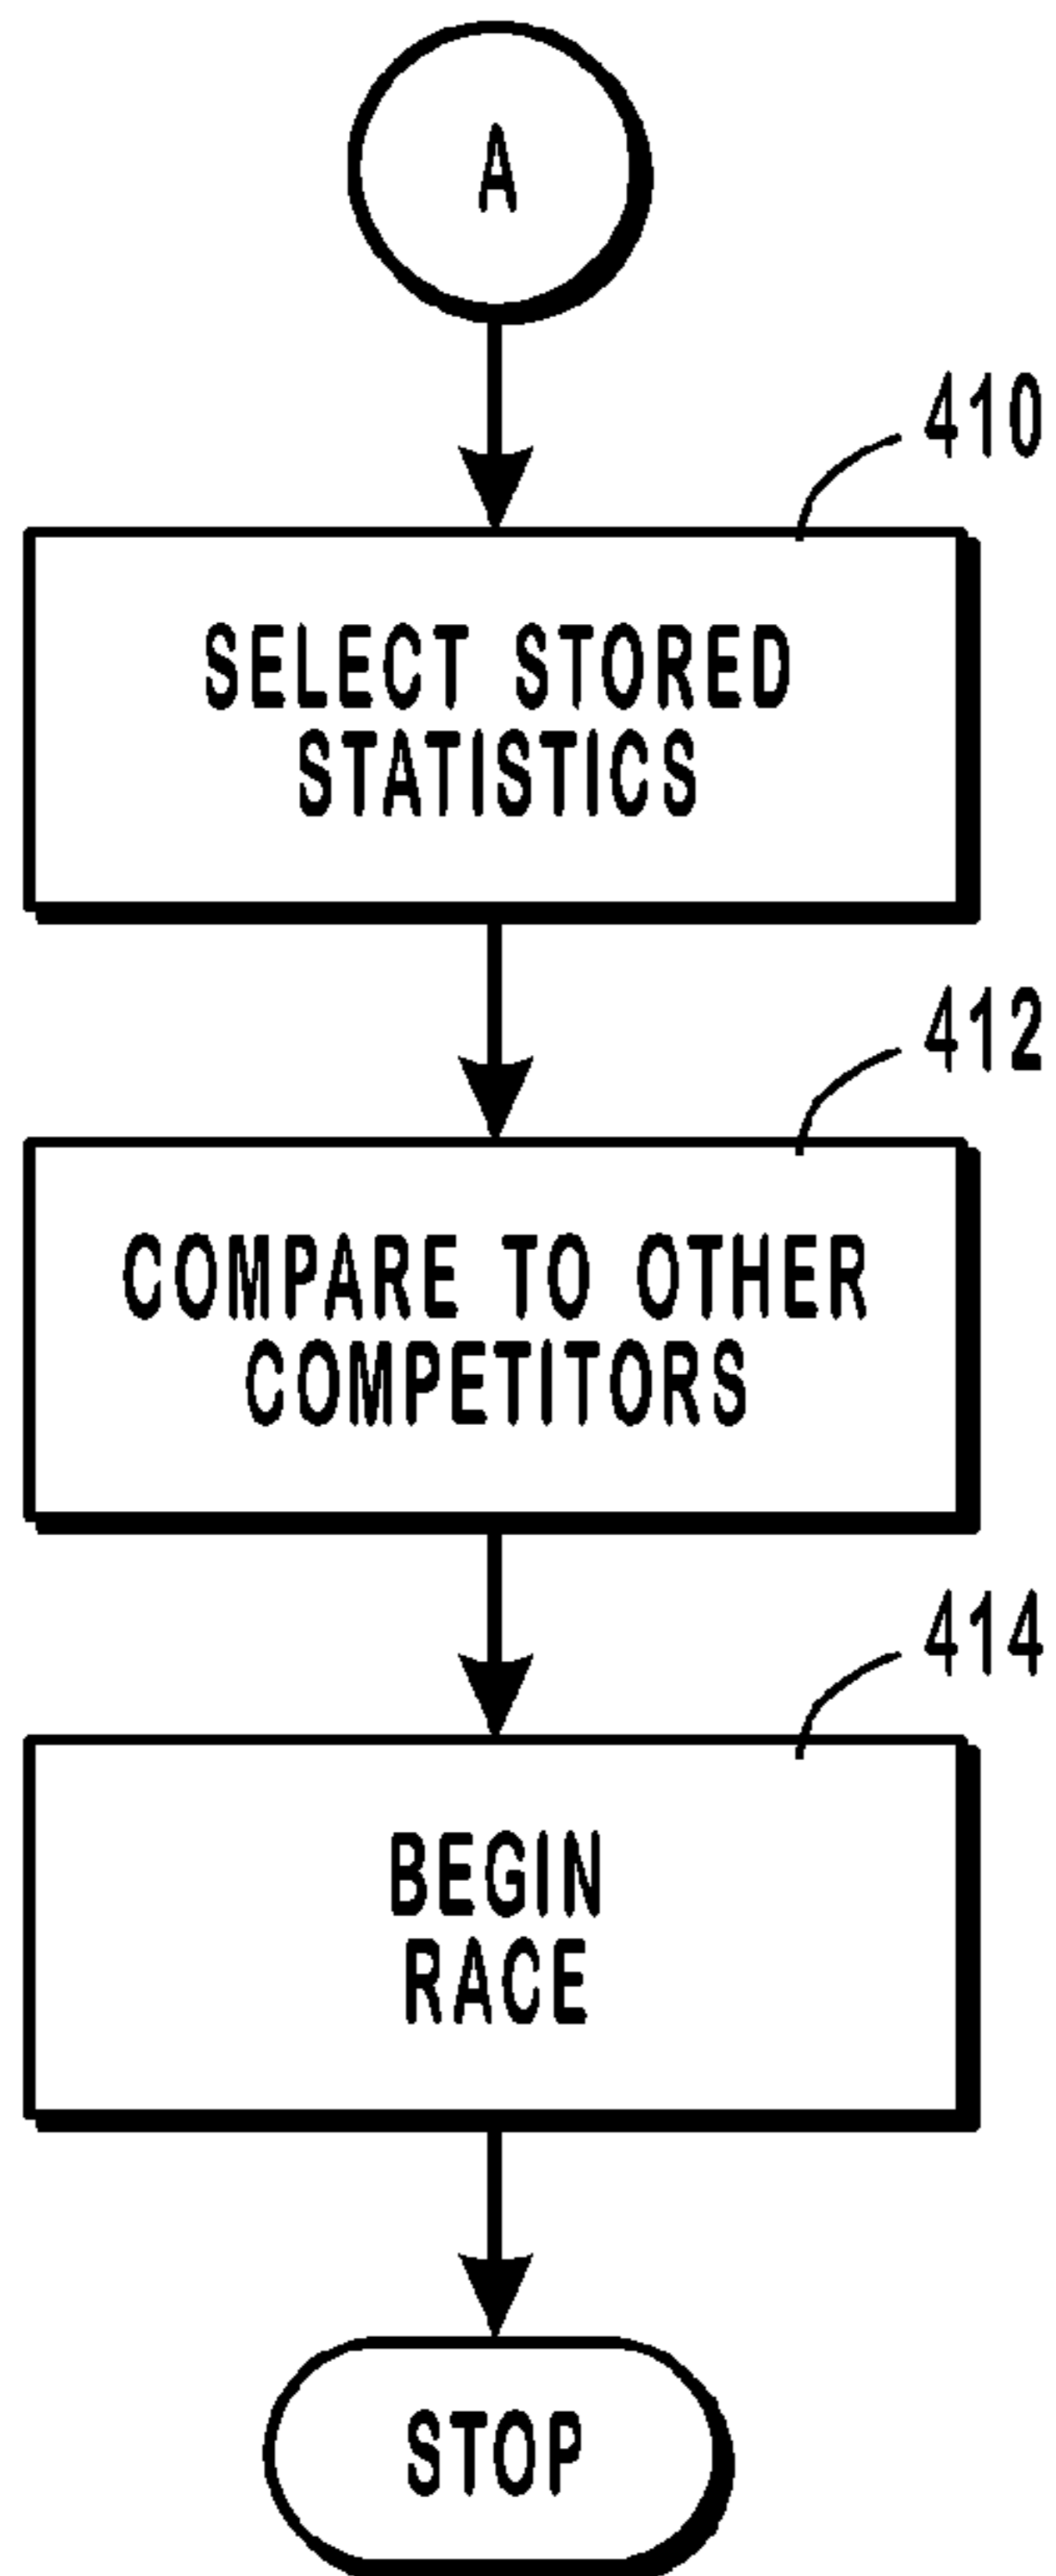 A
410
SELECT STORED
STATISTICS
412
COMPARE TO OTHER
COMPETITORS
414
BEGIN
RACE
STOP